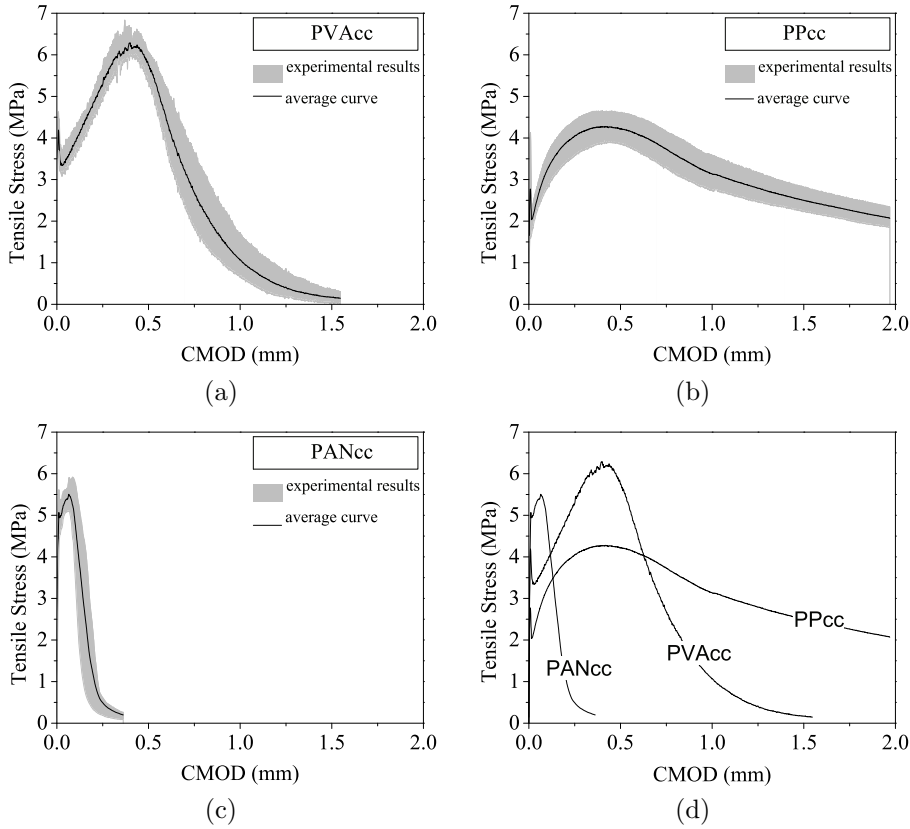 PVAcc
experimental results
average curve
Tensile Stress (MPa)
7
6
5
4
3
2
1
0
0.0 0.5 1.0 1.5 2.0
CMOD (mm)
(a)
PPcc
experimental results
average curve
Tensile Stress (MPa)
7
6
5
4
3
2
1
0
0.0 0.5 1.0 1.5 2.0
CMOD (mm)
(b)
PANcc
experimental results
average curve
Tensile Stress (MPa)
7
6
5
4
3
2
1
0
0.0 0.5 1.0 1.5 2.0
CMOD (mm)
(c)
Tensile Stress (MPa)
7
6
5
4
3
2
1
0
PPcc
PVAcc
PANcc
0.0 0.5 1.0 1.5 2.0
CMOD (mm)
(d)